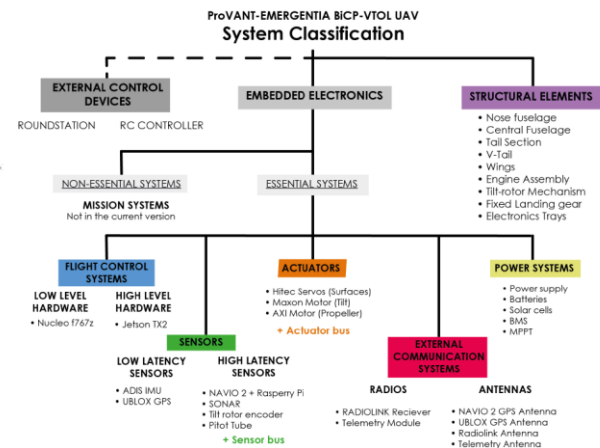 ProVANT-EMERGENTIA BiCP-VTOL UAV
System Classification
EXTERNAL CONTROL
DEVICES
ROUNDSTATION
RC CONTROLLER
EMBEDDED ELECTRONICS
STRUCTURAL ELEMENTS
• Nose fuselage
• Central Fuselage
• Tail Section
• V-Tail
• Wings
• Engine Assembly
• Tilt-rotor Mechanism
• Fixed Landing gear
• Electronics Trays
NON-ESSENTIAL SYSTEMS
MISSION SYSTEMS
Not in the current version
ESSENTIAL SYSTEMS
FLIGHT CONTROL
SYSTEMS
LOW LEVEL
HARDWARE
• Nucleo f767z
HIGH LEVEL
HARDWARE
• Jetson TX2
SENSORS
LOW LATENCY
SENSORS
• ADIS IMU
• UBLOX GPS
HIGH LATENCY
SENSORS
• NAVIO 2 + Rasperry Pi
• SONAR
• Tilt rotor encoder
• Pitot Tube
+ Sensor bus
ACTUATORS
• Hitec Servos (Surfaces)
• Maxon Motor (Tilt)
• AXI Motor (Propeller)
+ Actuator bus
EXTERNAL
COMMUNICATION
SYSTEMS
RADIOS
• RADIOLINK Reciever
• Telemetry Module
ANTENNAS
• NAVIO 2 GPS Antenna
• UBLOX GPS Antenna
• Radiolink Antenna
• Telemetry Antenna
POWER SYSTEMS
• Power supply
• Batteries
• Solar cells
• BMS
• MPPT